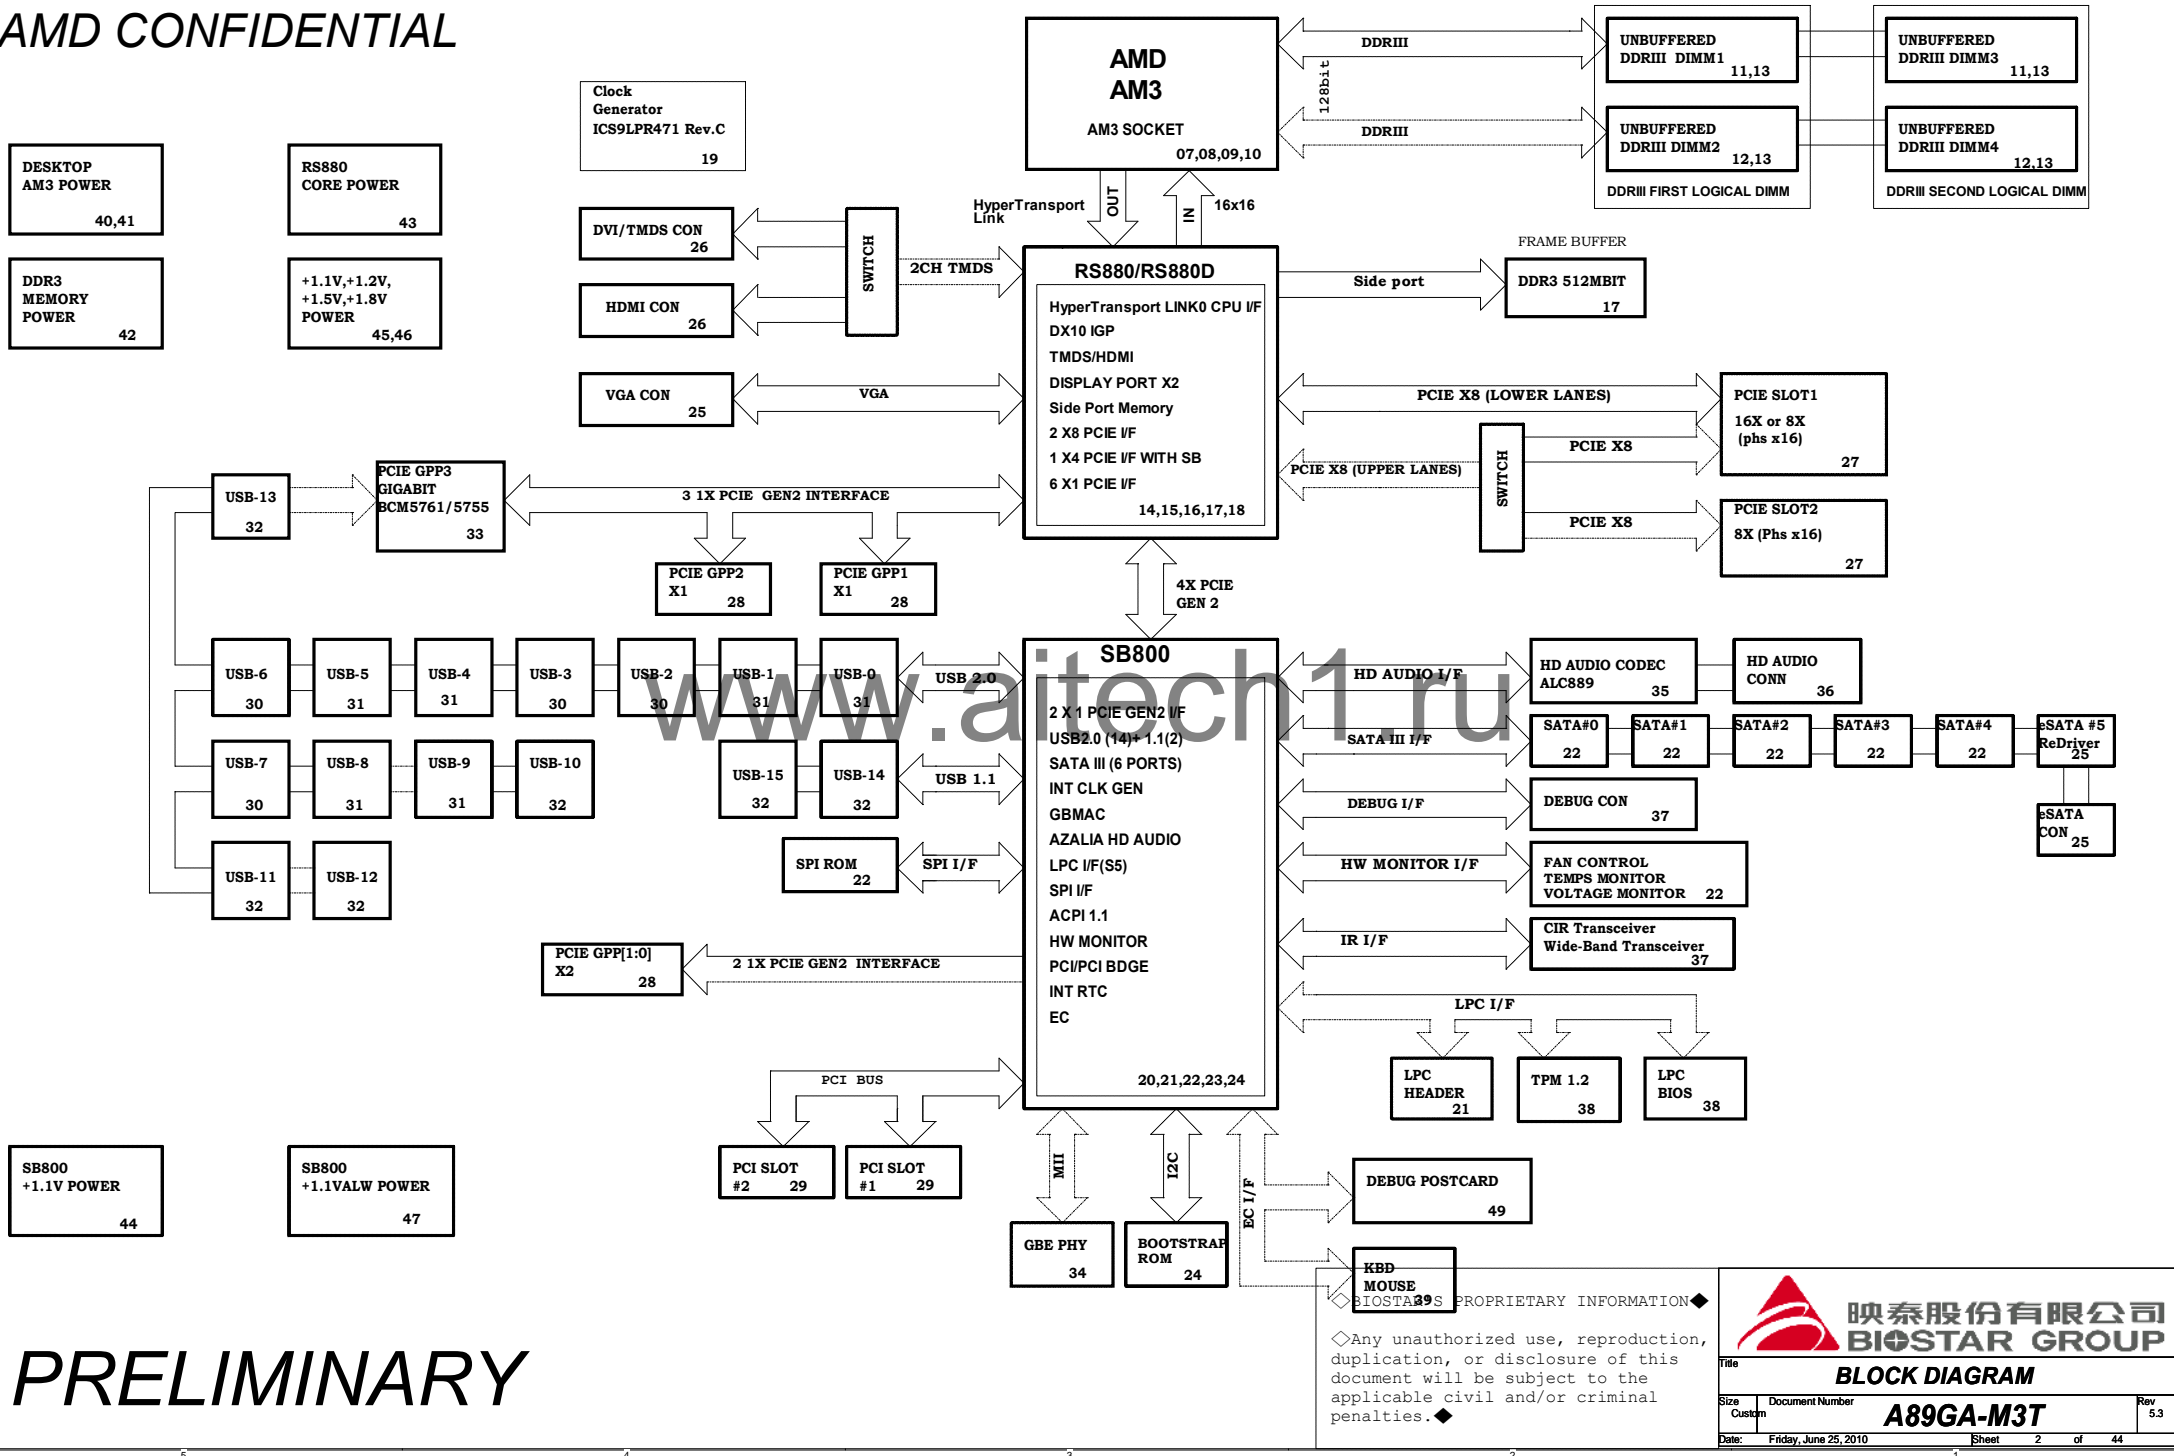 AMD CONFIDENTIAL
Clock
Generator
ICS9LPR471 Rev.C
19
AMD
AM3
AM3 SOCKET
07,08,09,10
DDRIII
128bit
DDRIII
UNBUFFERED
DDRIII DIMM1
11,13
UNBUFFERED
DDRIII DIMM3
11,13
UNBUFFERED
DDRIII DIMM2
12,13
UNBUFFERED
DDRIII DIMM4
12,13
DDRIII FIRST LOGICAL DIMM
DDRIII SECOND LOGICAL DIMM
DESKTOP
AM3 POWER
40,41
RS880
CORE POWER
43
DDR3
MEMORY
POWER
42
+1.1V,+1.2V,
+1.5V,+1.8V
POWER
45,46
HyperTransport
Link
OUT
IN
16x16
DVI/TMDS CON
26
HDMI CON
26
SWITCH
2CH TMDS
VGA CON
25
VGA
RS880/RS880D
HyperTransport LINK0 CPU I/F
DX10 IGP
TMDS/HDMI
DISPLAY PORT X2
Side Port Memory
2 X8 PCIE I/F
1 X4 PCIE I/F WITH SB
6 X1 PCIE I/F
14,15,16,17,18
FRAME BUFFER
Side port
DDR3 512MBIT
17
PCIE X8 (LOWER LANES)
PCIE SLOT1
16X or 8X
(phs x16)
27
PCIE X8 (UPPER LANES)
SWITCH
PCIE X8
PCIE X8
PCIE SLOT2
8X (Phs x16)
27
USB-13
32
PCIE GPP3
GIGABIT
BCM5761/5755
33
3 1X PCIE GEN2 INTERFACE
PCIE GPP2
X1
28
PCIE GPP1
X1
28
4X PCIE
GEN 2
USB-6
30
USB-5
31
USB-4
31
USB-3
30
USB-2
30
USB-1
31
USB-0
31
USB 2.0
USB-7
30
USB-8
31
USB-9
31
USB-10
32
USB-15
32
USB-14
32
USB 1.1
USB-11
32
USB-12
32
SPI ROM
22
SPI I/F
www.aitech1.ru
SB800
2 X 1 PCIE GEN2 I/F
USB2.0 (14)+ 1.1(2)
SATA III (6 PORTS)
INT CLK GEN
GBMAC
AZALIA HD AUDIO
LPC I/F(S5)
SPI I/F
ACPI 1.1
HW MONITOR
PCI/PCI BDGE
INT RTC
EC
20,21,22,23,24
HD AUDIO I/F
HD AUDIO CODEC
ALC889
35
HD AUDIO
CONN
36
SATA III I/F
SATA#0
22
SATA#1
22
SATA#2
22
SATA#3
22
SATA#4
22
eSATA #5
ReDriver
25
eSATA
CON
25
DEBUG I/F
DEBUG CON
37
HW MONITOR I/F
FAN CONTROL
TEMPS MONITOR
VOLTAGE MONITOR 22
IR I/F
CIR Transceiver
Wide-Band Transceiver
37
LPC I/F
LPC
HEADER
21
TPM 1.2
38
LPC
BIOS
38
PCIE GPP[1:0]
X2
28
2 1X PCIE GEN2 INTERFACE
PCI BUS
PCI SLOT
#2 29
PCI SLOT
#1 29
MII
I2C
EC I/F
GBE PHY
34
BOOTSTRAP
ROM
24
DEBUG POSTCARD
49
KBD
MOUSE
39
SB800
+1.1V POWER
44
SB800
+1.1VALW POWER
47
PRELIMINARY
◇BIOSTAR'S PROPRIETARY INFORMATION◆
◇Any unauthorized use, reproduction,
duplication, or disclosure of this
document will be subject to the
applicable civil and/or criminal
penalties.◆
映泰股份有限公司
BIOSTAR GROUP
Title
BLOCK DIAGRAM
Size
Custom
Document Number
A89GA-M3T
Rev
5.3
Date: Friday, June 25, 2010
Sheet 2 of 44
5 4 3 2 1